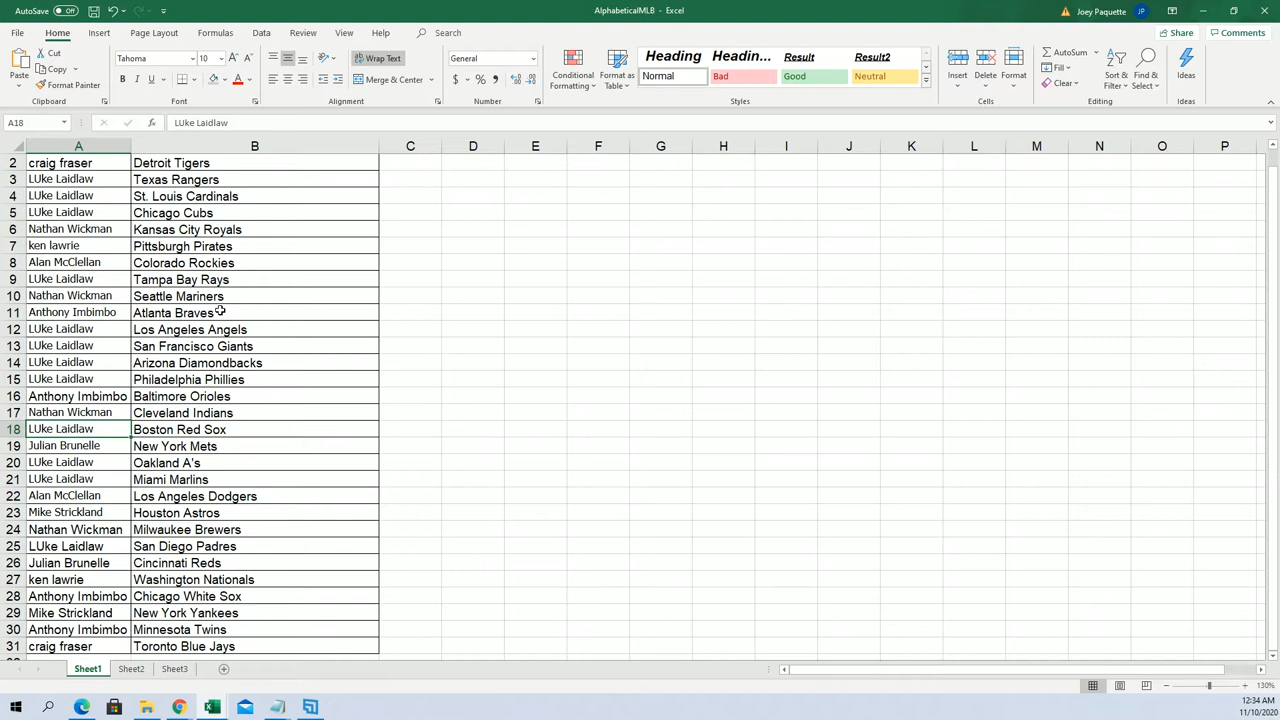 AutoSave Off AlphabeticalMLB - Excel Joey Paquette JP
File Home Insert Page Layout Formulas Data Review View Help Search Share Comments
Paste Cut Copy Format Painter Clipboard
Tahoma 10 A A B I U A Font
ab Wrap Text Merge & Center Alignment
General $ % , Number
Conditional Formatting Format as Table
Heading Headin... Result Result2
Normal Bad Good Neutral
Styles
Insert Delete Format Cells
AutoSum Fill Clear Sort & Filter Find & Select Editing
Ideas Ideas
A18 fx LUke Laidlaw
A B C D E F G H I J K L M N O P
2 craig fraser Detroit Tigers
3 LUke Laidlaw Texas Rangers
4 LUke Laidlaw St. Louis Cardinals
5 LUke Laidlaw Chicago Cubs
6 Nathan Wickman Kansas City Royals
7 ken lawrie Pittsburgh Pirates
8 Alan McClellan Colorado Rockies
9 LUke Laidlaw Tampa Bay Rays
10 Nathan Wickman Seattle Mariners
11 Anthony Imbimbo Atlanta Braves
12 LUke Laidlaw Los Angeles Angels
13 LUke Laidlaw San Francisco Giants
14 LUke Laidlaw Arizona Diamondbacks
15 LUke Laidlaw Philadelphia Phillies
16 Anthony Imbimbo Baltimore Orioles
17 Nathan Wickman Cleveland Indians
18 LUke Laidlaw Boston Red Sox
19 Julian Brunelle New York Mets
20 LUke Laidlaw Oakland A's
21 LUke Laidlaw Miami Marlins
22 Alan McClellan Los Angeles Dodgers
23 Mike Strickland Houston Astros
24 Nathan Wickman Milwaukee Brewers
25 LUke Laidlaw San Diego Padres
26 Julian Brunelle Cincinnati Reds
27 ken lawrie Washington Nationals
28 Anthony Imbimbo Chicago White Sox
29 Mike Strickland New York Yankees
30 Anthony Imbimbo Minnesota Twins
31 craig fraser Toronto Blue Jays
Sheet1 Sheet2 Sheet3
130%
12:34 AM
11/10/2020